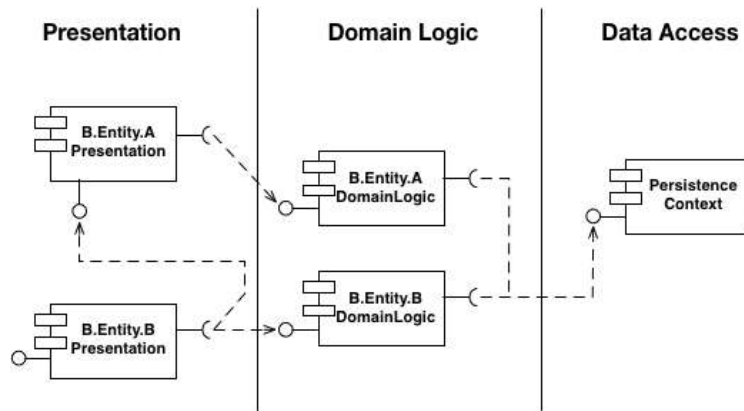 Presentation
Domain Logic
Data Access
B.Entity.A
Presentation
B.Entity.A
DomainLogic
Persistence
Context
B.Entity.B
Presentation
B.Entity.B
DomainLogic